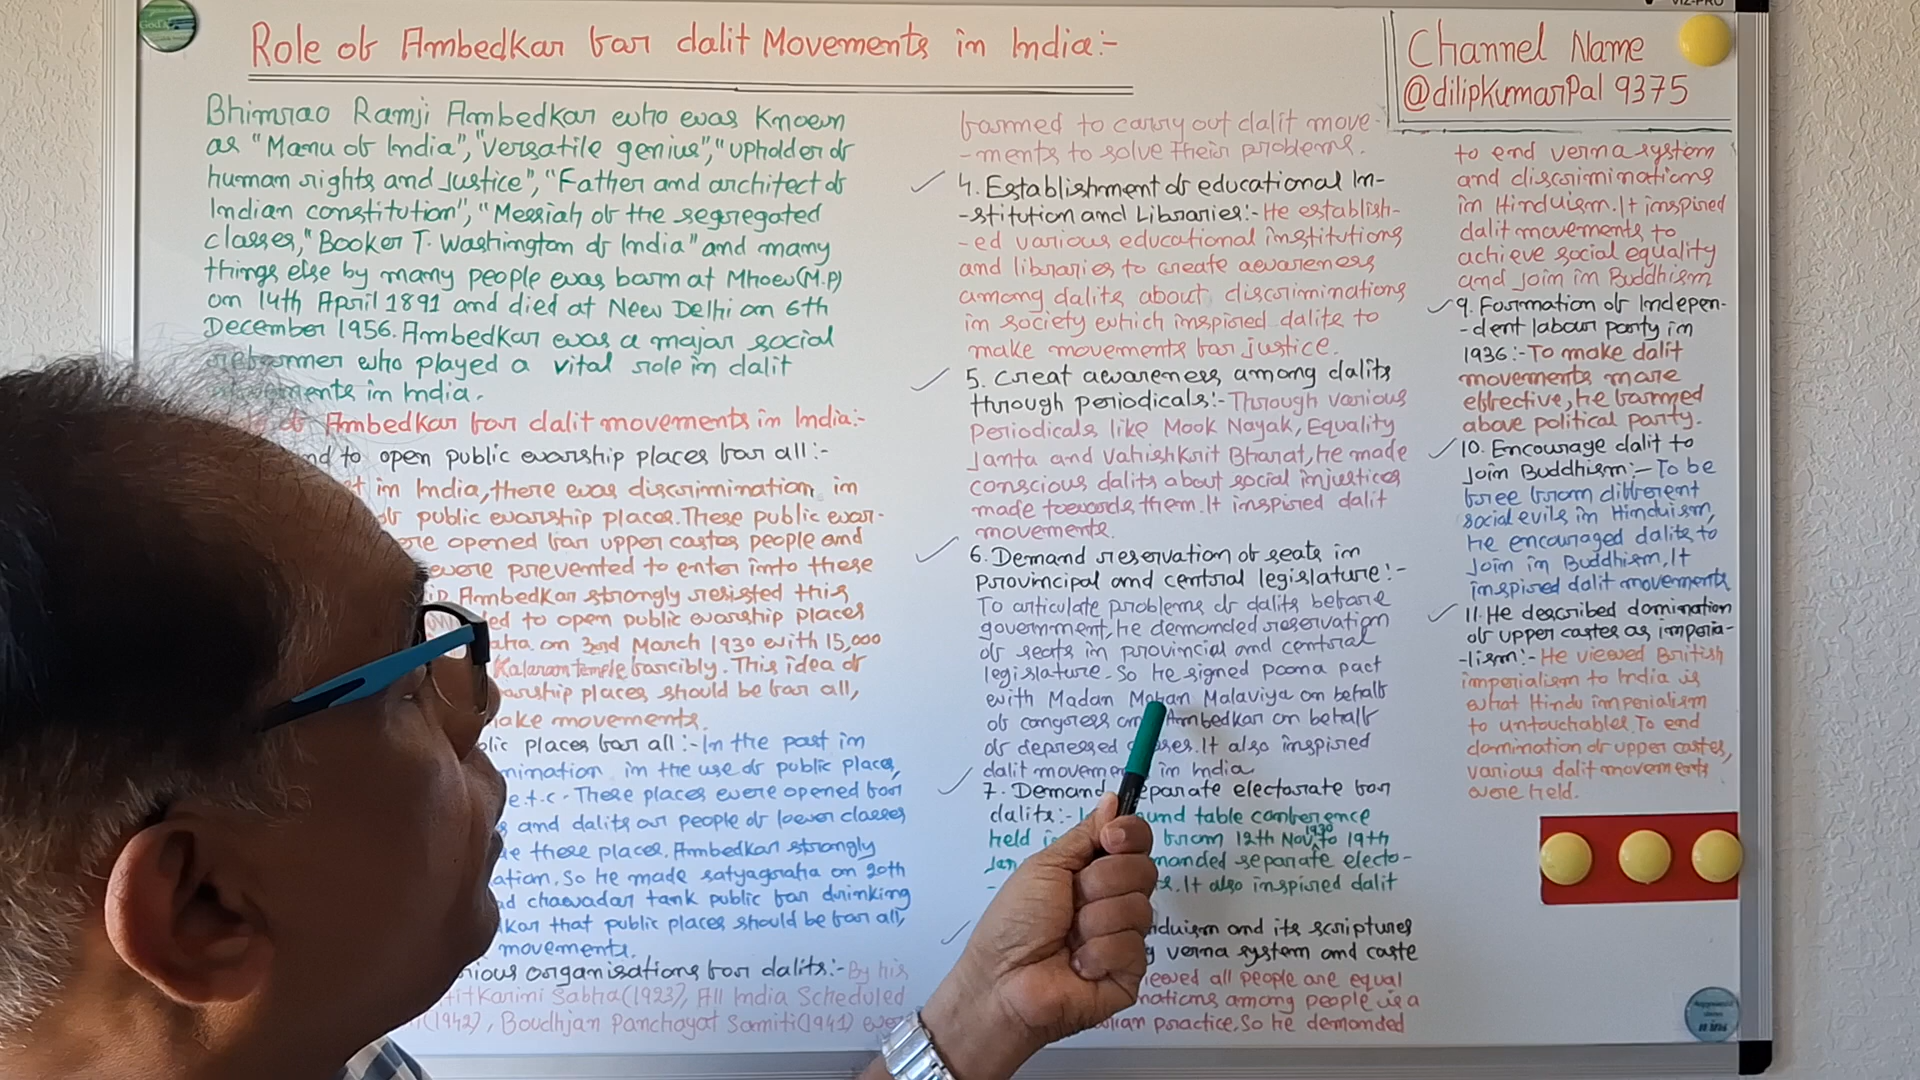 Role of Ambedkar for dalit Movements in India:-
Channel Name
@dilipKumarPal 9375
Bhimrao Ramji Ambedkar who was known
as "Manu of India", "versatile genius", "upholder of
human rights and justice", "Father and architect of
Indian constitution", "Messiah of the segregated
classes, "Booker T. Washington of India" and many
things else by many people was born at Mhow (M.P)
on 14th April 1891 and died at New Delhi on 6th
December 1956. Ambedkar was a major social
reformer who played a vital role in dalit
in India.
Ambedkar for dalit movements in India:-
to open public worship places for all:-
in India, there was discrimination in
of public worship places. These public wor-
opened for upper castes people and
were prevented to enter into these
Ambedkar strongly resisted this
to open public worship places
on 3rd March 1930 with 15,000
Kalaram temple forcibly. This idea of
places should be for all,
movements.
places for all:- In the past in
in the use of public place,
e.t.c. These places were opened for
and dalits or people of lower classes
these places. Ambedkar strongly
So he made satyagraha on 20th
chawadar tank public for drinking
that public places should be for all,
movements.
organisations for dalits:- By his
Sabha (1923), All India Scheduled
(1942), Boudhjan Panchayat Samiti (1941) were
formed to carry out dalit move-
-ments to solve their problems.
4. Establishment of educational In-
-stitution and Libraries:- He establish-
-ed various educational institutions
and libraries to create awareness
among dalits about discriminations
in society which inspired dalits to
make movements for justice.
5. Creat awareness among dalits
through periodicals:- Through various
Periodicals like Mook Nayak, Equality
Janta and Vahishkrit Bharat, he made
conscious dalits about social injustices
made towards them. It inspired dalit
movements.
6. Demand reservation of seats in
provincipal and central legislature:-
To articulate problems of dalits before
government, he demanded reservation
of seats in provincial and central
legislature. So he signed poona pact
with Madan Mohan Malaviya on behalf
of congress Ambedkar on behalf
of depressed It also inspired
dalit in India
7. Demand electorate for
dalits:- table conference
held from 12th Nov, 1930 to 19th
Jan separate electo-
It also inspired dalit
and its scriptures
verna system and caste
all people are equal
among people is a
practice. So he demanded
to end verna system
and discriminations
in Hinduism. It inspired
dalit movements to
achieve social equality
and join in Buddhism
9. Formation of Indepen-
-dent labour party in
1936:- To make dalit
movements more
effective, he formed
above political party.
10. Encourage dalit to
join Buddhism:- To be
free from different
social evils in Hinduism,
he encouraged dalits to
join in Buddhism. It
inspired dalit movements
11. He described domination
of upper castes as imperia-
-lism:- He viewed British
imperialism to India is
what Hindu imperialism
to untouchables. To end
domination of upper castes,
various dalit movements
were held.